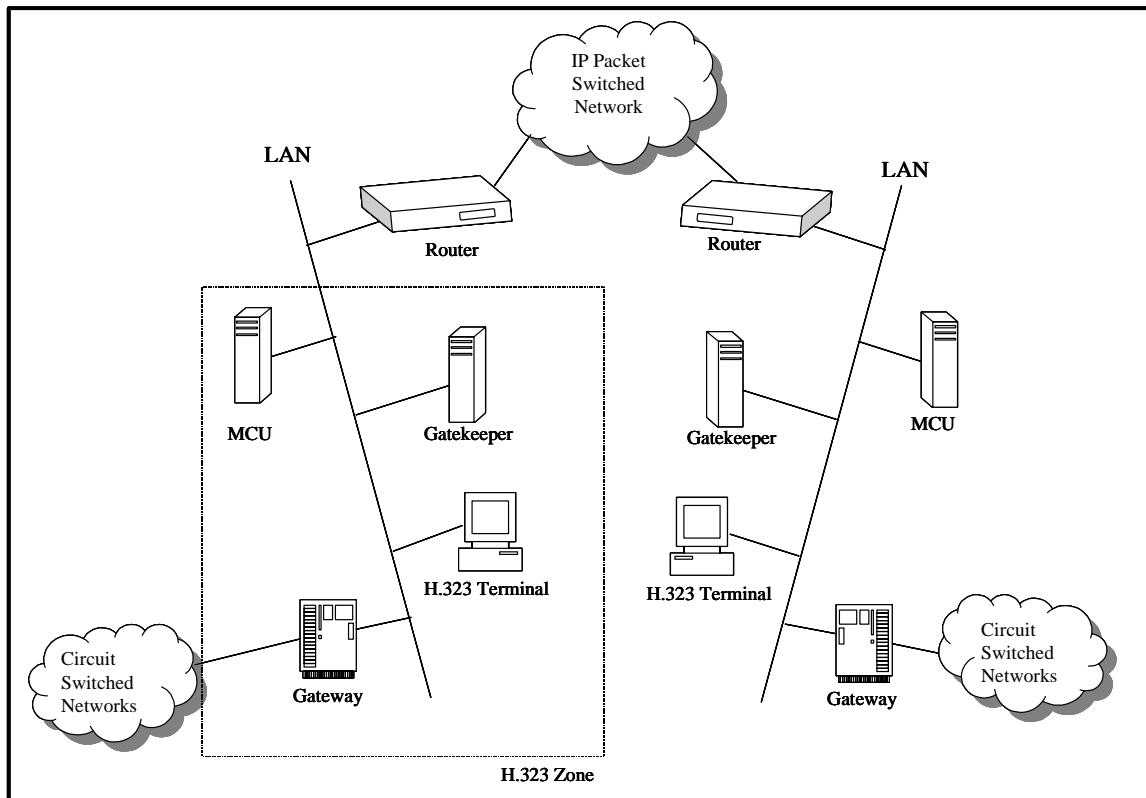 IP Packet
Switched
Network
LAN
LAN
Router
Router
MCU
Gatekeeper
Gatekeeper
MCU
H.323 Terminal
H.323 Terminal
Circuit
Switched
Networks
Gateway
Gateway
Circuit
Switched
Networks
H.323 Zone